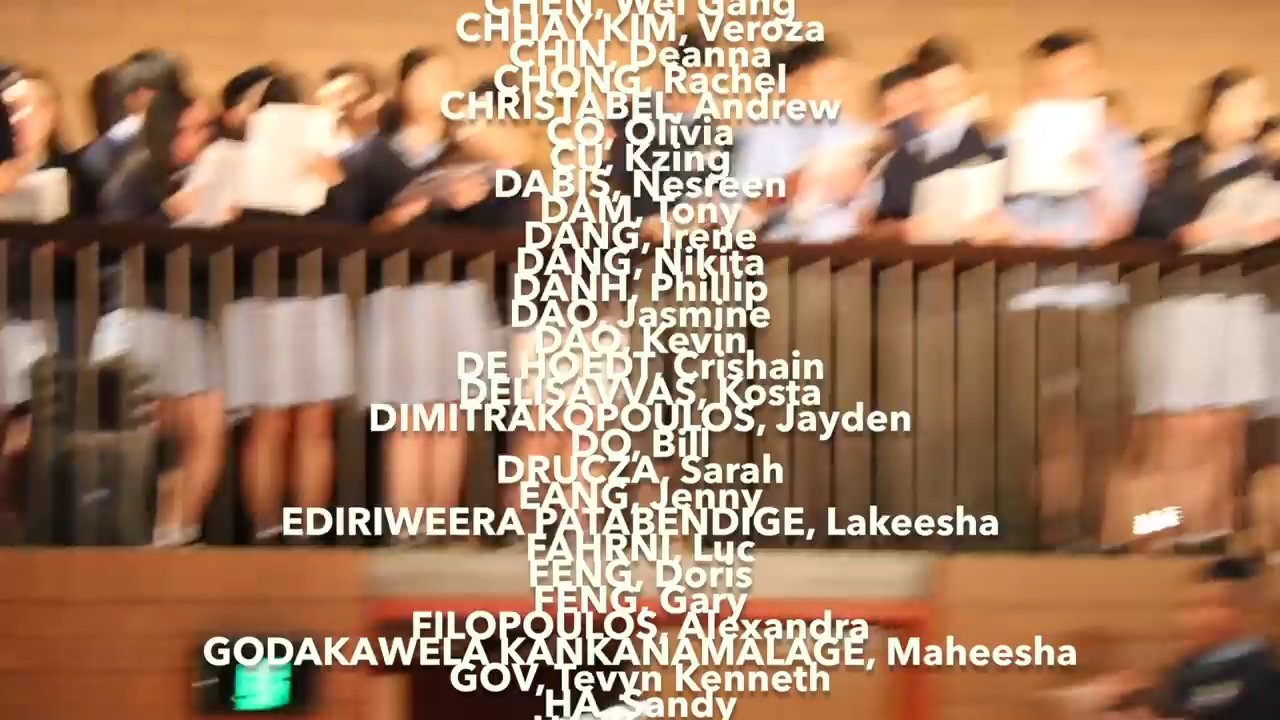 CHEN, Wei Gang
CHHAY KIM, Veroza
CHIN, Deanna
CHONG, Rachel
CHRISTABEL, Andrew
CO, Olivia
CU, Kzing
DABIS, Nesreen
DAM, Tony
DANG, Irene
DANG, Nikita
DANH, Phillip
DAO, Jasmine
DAO, Kevin
DE HOEDT, Crishain
DELISAVVAS, Kosta
DIMITRAKOPOULOS, Jayden
DO, Bill
DRUCZA, Sarah
EANG, Jenny
EDIRIWEERA PATABENDIGE, Lakeesha
FAHRNI, Luc
FENG, Doris
FENG, Gary
FILOPOULOS, Alexandra
GODAKAWELA KANKANAMALAGE, Maheesha
GOV, Tevyn Kenneth
HA, Sandy